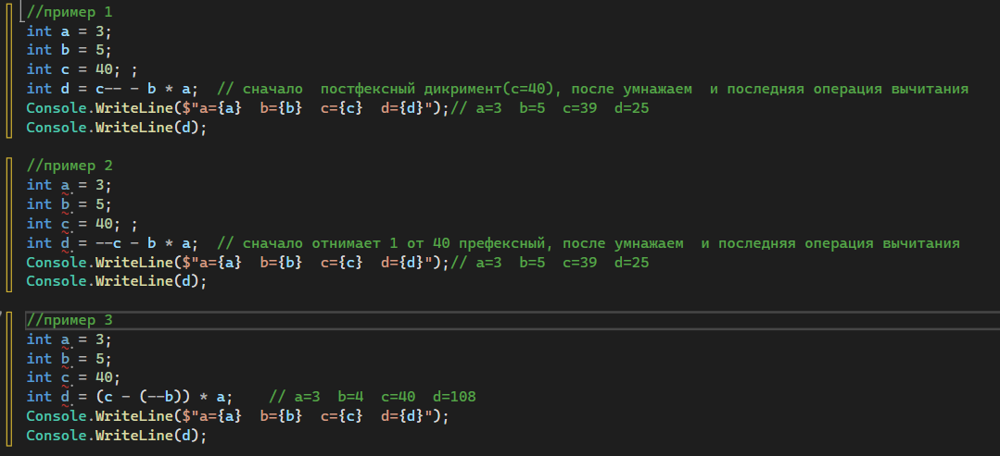 //пример 1
int a = 3;
int b = 5;
int c = 40; ;
int d = c-- - b * a;  // сначало  постфексный дикримент(c=40), после умнажаем  и последняя операция вычитания
Console.WriteLine($"a={a}  b={b}  c={c}  d={d}");// a=3  b=5  c=39  d=25
Console.WriteLine(d);

//пример 2
int a = 3;
int b = 5;
int c = 40; ;
int d = --c - b * a;  // сначало отнимает 1 от 40 префексный, после умнажаем  и последняя операция вычитания
Console.WriteLine($"a={a}  b={b}  c={c}  d={d}");// a=3  b=5  c=39  d=25
Console.WriteLine(d);

//пример 3
int a = 3;
int b = 5;
int c = 40;
int d = (c - (--b)) * a;    // a=3  b=4  c=40  d=108
Console.WriteLine($"a={a}  b={b}  c={c}  d={d}");
Console.WriteLine(d);